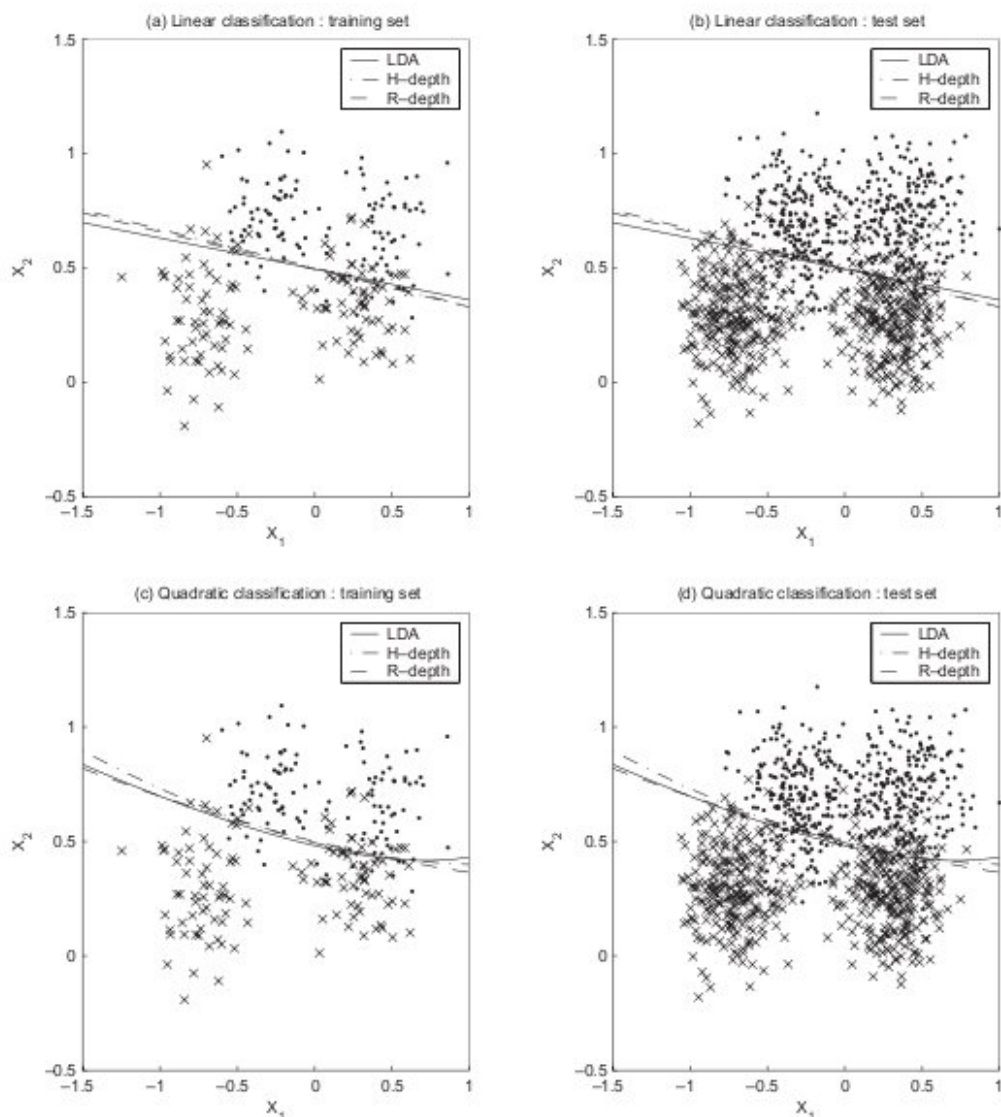 (a) Linear classification : training set
1.5
LDA
H–depth
R–depth
1
0.5
0
–0.5
X2
–1.5 –1 –0.5 0 0.5 1
X1
(b) Linear classification : test set
1.5
LDA
H–depth
R–depth
1
0.5
0
–0.5
X2
–1.5 –1 –0.5 0 0.5 1
X1
(c) Quadratic classification : training set
1.5
LDA
H–depth
R–depth
1
0.5
0
–0.5
X2
–1.5 –1 –0.5 0 0.5 1
X1
(d) Quadratic classification : test set
1.5
LDA
H–depth
R–depth
1
0.5
0
–0.5
X2
–1.5 –1 –0.5 0 0.5 1
X1